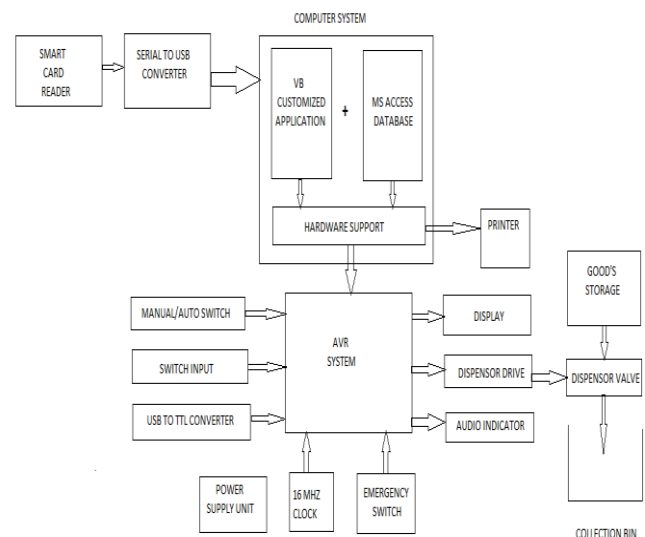 COMPUTER SYSTEM
SMART
CARD
READER
SERIAL TO USB
CONVERTER
VB
CUSTOMIZED
APPLICATION
+
MS ACCESS
DATABASE
HARDWARE SUPPORT
PRINTER
GOOD'S
STORAGE
MANUAL/AUTO SWITCH
AVR
SYSTEM
DISPLAY
SWITCH INPUT
DISPENSOR DRIVE
DISPENSOR VALVE
USB TO TTL CONVERTER
AUDIO INDICATOR
POWER
SUPPLY UNIT
16 MHZ
CLOCK
EMERGENCY
SWITCH
COLLECTION BIN